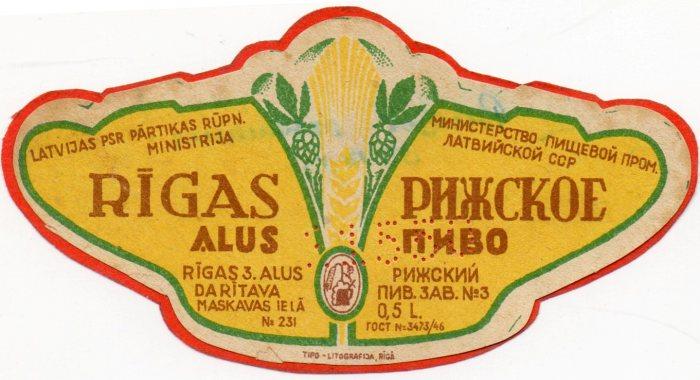 LATVIJAS PSR PĀRTIKAS RŪPN.
MINISTRIJA
RĪGAS
ALUS
RĪGAS 3. ALUS
DARĪTAVA
MASKAVAS IELĀ
№ 231
МИНИСТЕРСТВО ПИЩЕВОЙ ПРОМ.
ЛАТВИЙСКОЙ ССР
РИЖСКОЕ
ПИВО
РИЖСКИЙ
ПИВ. ЗАВ. №3
0,5 L.
ГОСТ №3473/46
TIPO-LITOGRAFIJA, RĪGĀ